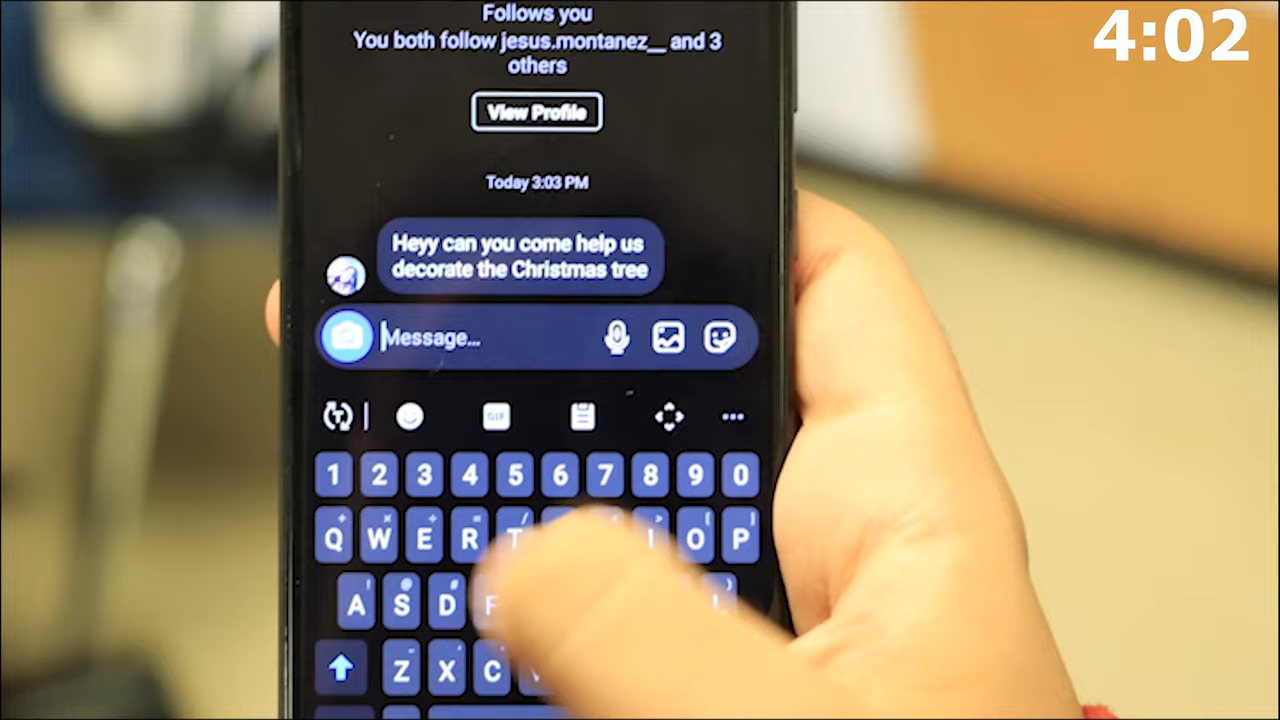 4:02
Follows you
You both follow jesus.montanez__ and 3
others
View Profile
Today 3:03 PM
Heyy can you come help us
decorate the Christmas tree
Message...
GIF
1 2 3 4 5 6 7 8 9 0
Q W E R T I O P
A S D F
Z X C